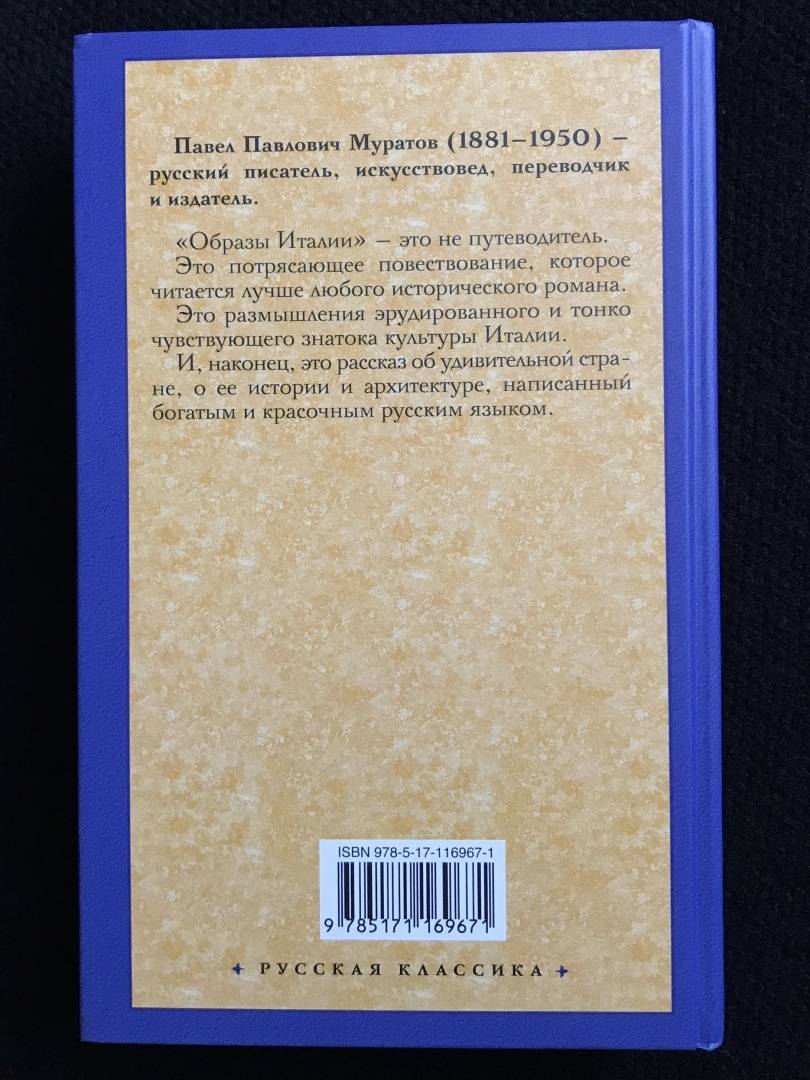 Павел Павлович Муратов (1881–1950) –
русский писатель, искусствовед, переводчик
и издатель.
«Образы Италии» – это не путеводитель.
Это потрясающее повествование, которое
читается лучше любого исторического романа.
Это размышления эрудированного и тонко
чувствующего знатока культуры Италии.
И, наконец, это рассказ об удивительной стра-
не, о ее истории и архитектуре, написанный
богатым и красочным русским языком.
ISBN 978-5-17-116967-1
9 785171 169671
РУССКАЯ КЛАССИКА